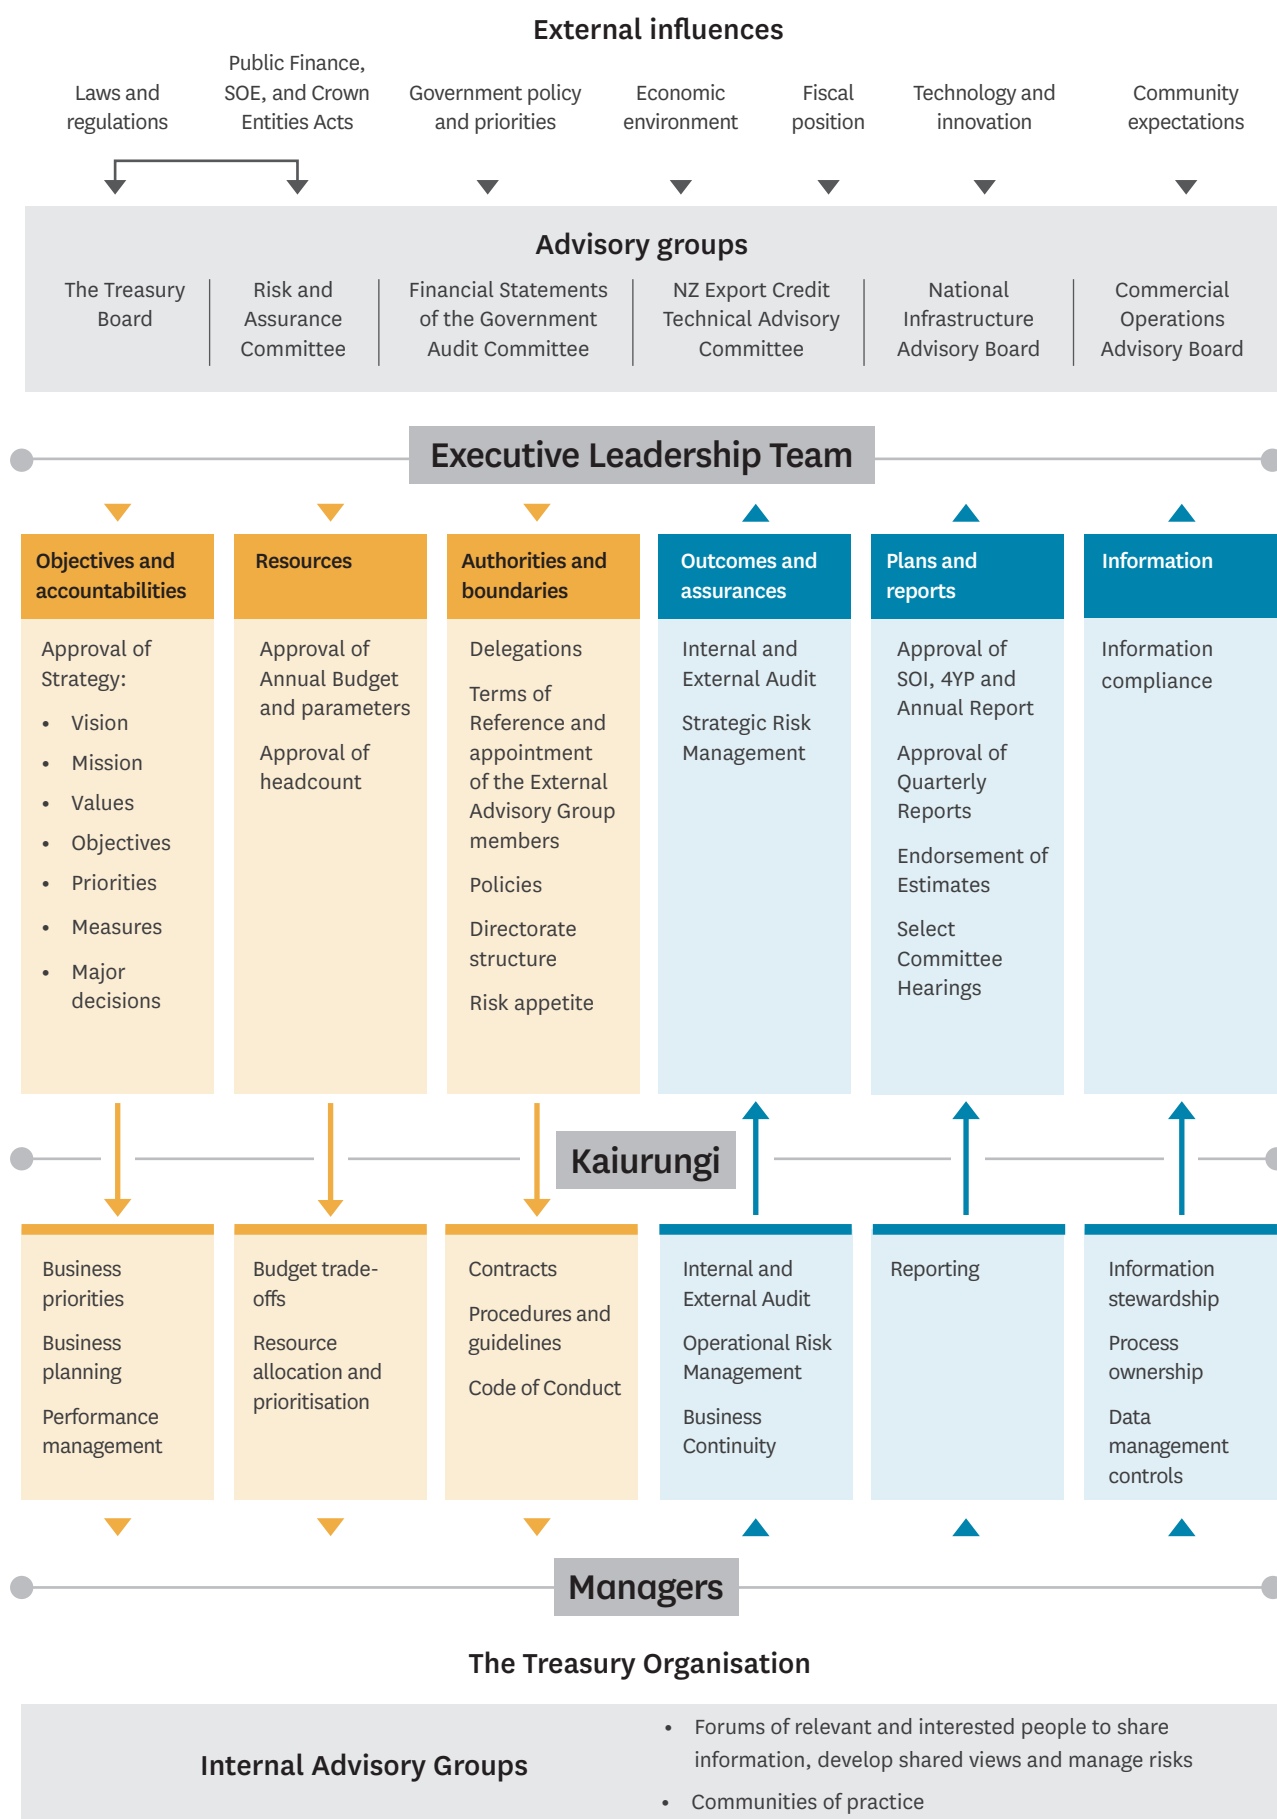 External influences
Laws and
regulations
Public Finance,
SOE, and Crown
Entities Acts
Government policy
and priorities
Economic
environment
Fiscal
position
Technology and
innovation
Community
expectations
Advisory groups
The Treasury
Board
Risk and
Assurance
Committee
Financial Statements
of the Government
Audit Committee
NZ Export Credit
Technical Advisory
Committee
National
Infrastructure
Advisory Board
Commercial
Operations
Advisory Board
Executive Leadership Team
Objectives and
accountabilities
Approval of
Strategy:
• Vision
• Mission
• Values
• Objectives
• Priorities
• Measures
• Major
decisions
Resources
Approval of
Annual Budget
and parameters
Approval of
headcount
Authorities and
boundaries
Delegations
Terms of
Reference and
appointment
of the External
Advisory Group
members
Policies
Directorate
structure
Risk appetite
Outcomes and
assurances
Internal and
External Audit
Strategic Risk
Management
Plans and
reports
Approval of
SOI, 4YP and
Annual Report
Approval of
Quarterly
Reports
Endorsement of
Estimates
Select
Committee
Hearings
Information
Information
compliance
Kaiurungi
Business
priorities
Business
planning
Performance
management
Budget trade-
offs
Resource
allocation and
prioritisation
Contracts
Procedures and
guidelines
Code of Conduct
Internal and
External Audit
Operational Risk
Management
Business
Continuity
Reporting
Information
stewardship
Process
ownership
Data
management
controls
Managers
The Treasury Organisation
Internal Advisory Groups
• Forums of relevant and interested people to share
information, develop shared views and manage risks
• Communities of practice